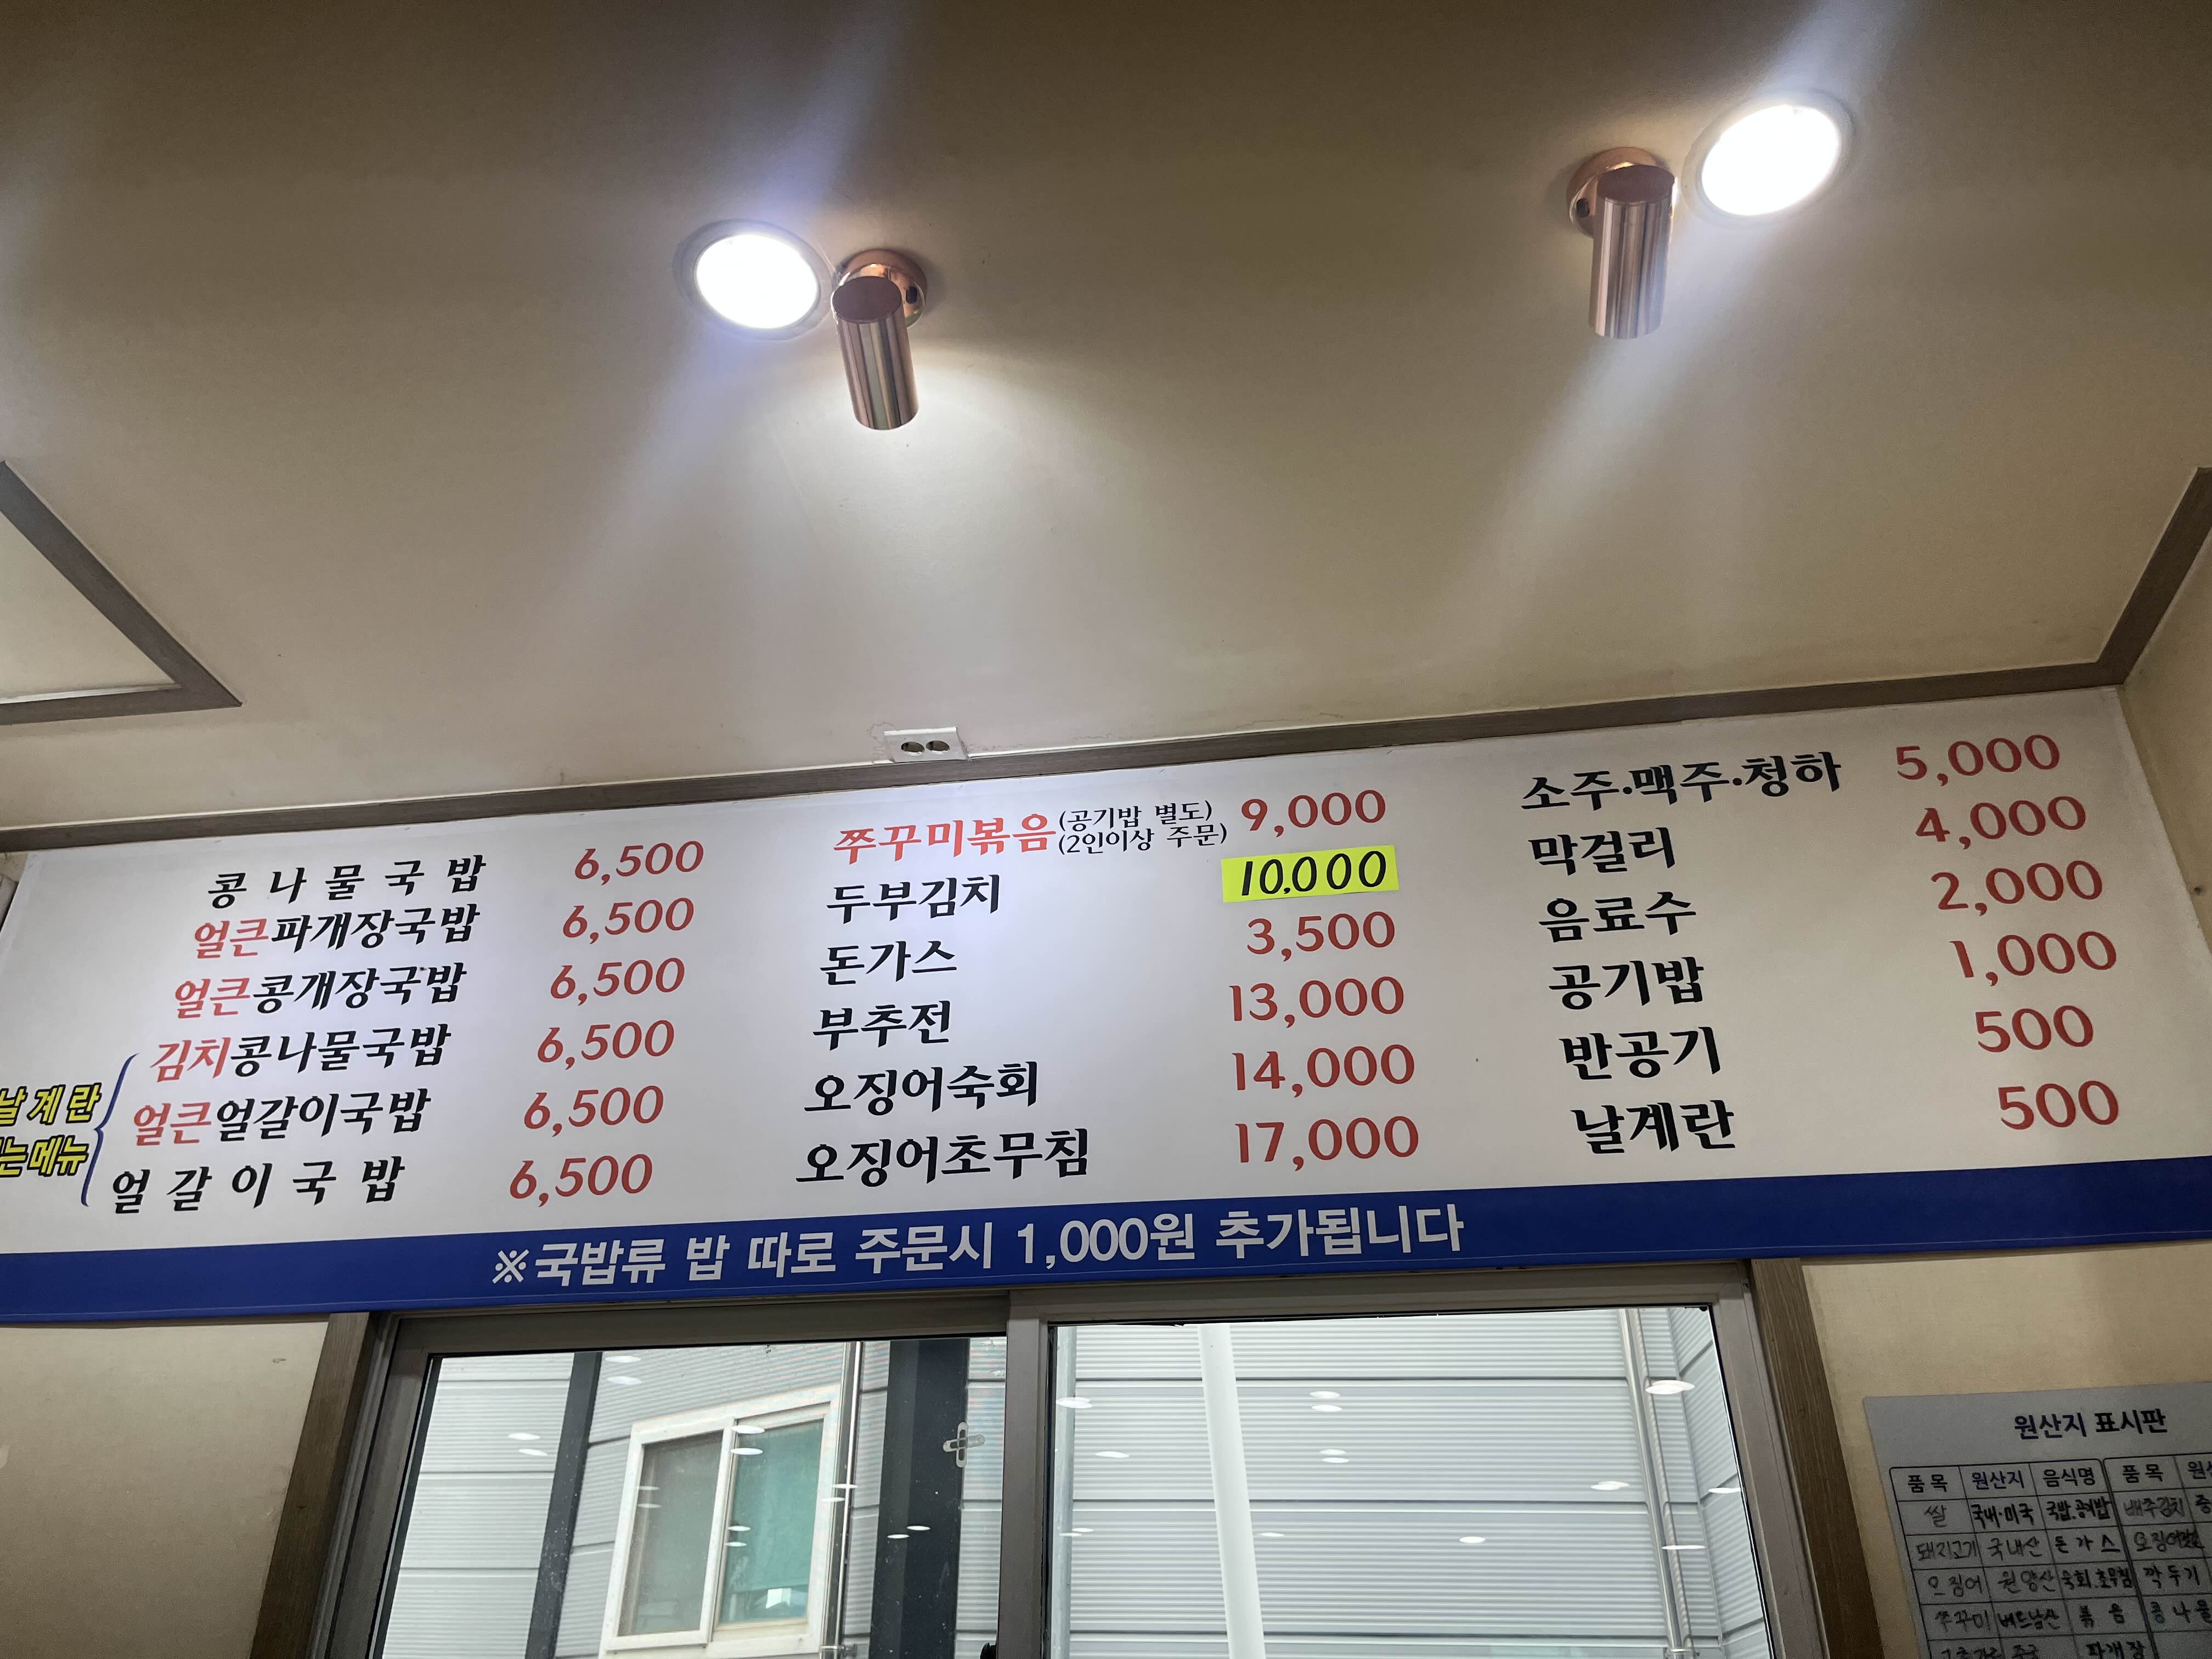 콩나물국밥 6,500
얼큰파개장국밥 6,500
얼큰콩개장국밥 6,500
김치콩나물국밥 6,500
얼큰얼갈이국밥 6,500
얼갈이국밥 6,500
날계란
는메뉴
쭈꾸미볶음 (공기밥 별도) 9,000
(2인이상 주문)
두부김치 10,000
돈가스 3,500
부추전 13,000
오징어숙회 14,000
오징어초무침 17,000
소주·맥주·청하 5,000
막걸리 4,000
음료수 2,000
공기밥 1,000
반공기 500
날계란 500
※국밥류 밥 따로 주문시 1,000원 추가됩니다
원산지 표시판
품목 원산지 음식명 품목
쌀 국내·미국 국밥.공기밥 배추김치
돼지고기 국내산 돈가스
오징어 원양산 숙회.초무침 깍두기
쭈꾸미 베트남산 볶음 콩나물
파개장